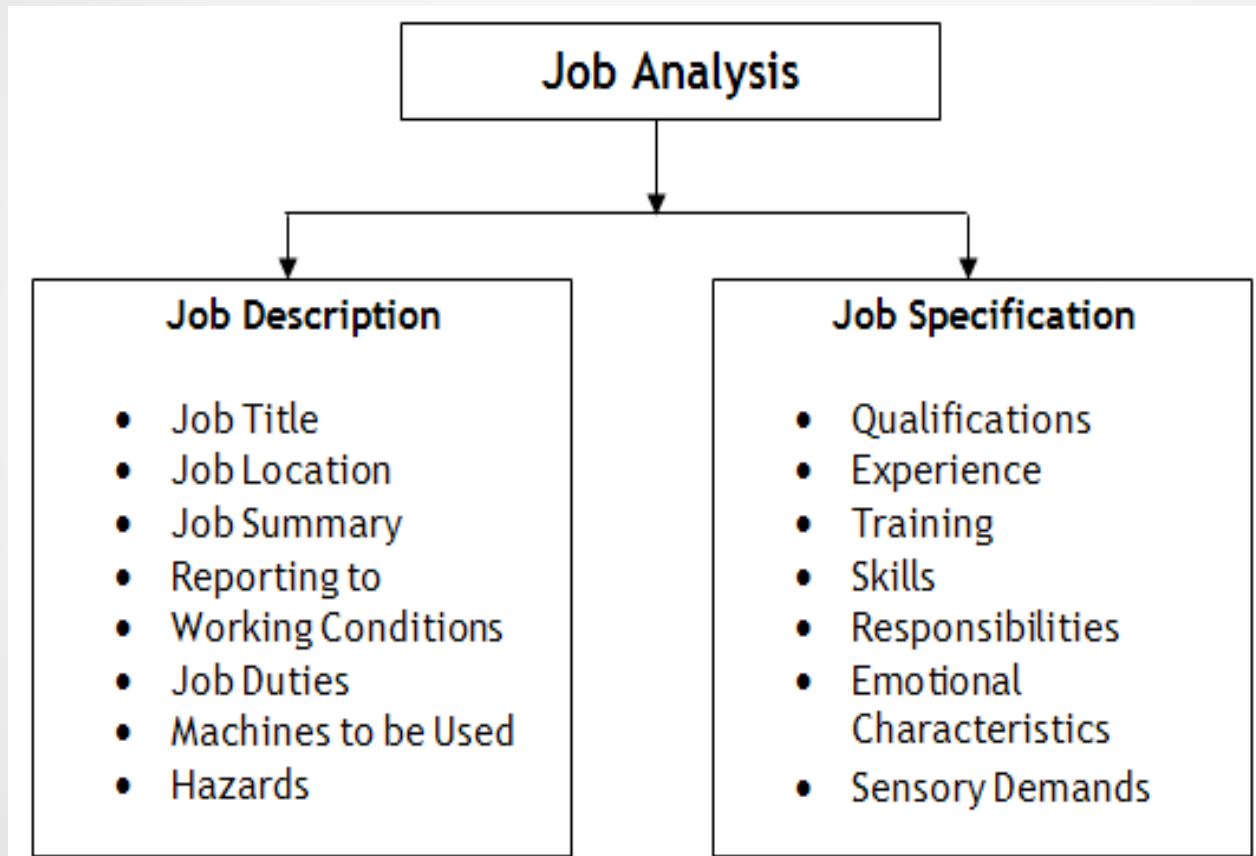 Job Analysis
Job Description
• Job Title
• Job Location
• Job Summary
• Reporting to
• Working Conditions
• Job Duties
• Machines to be Used
• Hazards
Job Specification
• Qualifications
• Experience
• Training
• Skills
• Responsibilities
• Emotional
Characteristics
• Sensory Demands